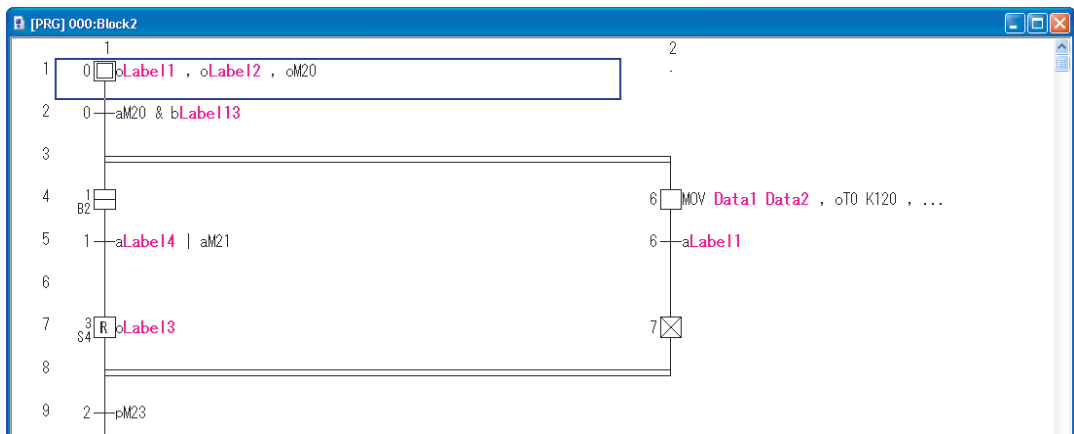 [PRG] 000:Block2
1 2
1 0 oLabel1 , oLabel2 , oM20
2 0 aM20 & bLabel13
3
4 1 B2 6 MOV Data1 Data2 , oT0 K120 , ...
5 1 aLabel4 | aM21 6 aLabel1
6
7 3 S4 R oLabel3 7
8
9 2 pM23